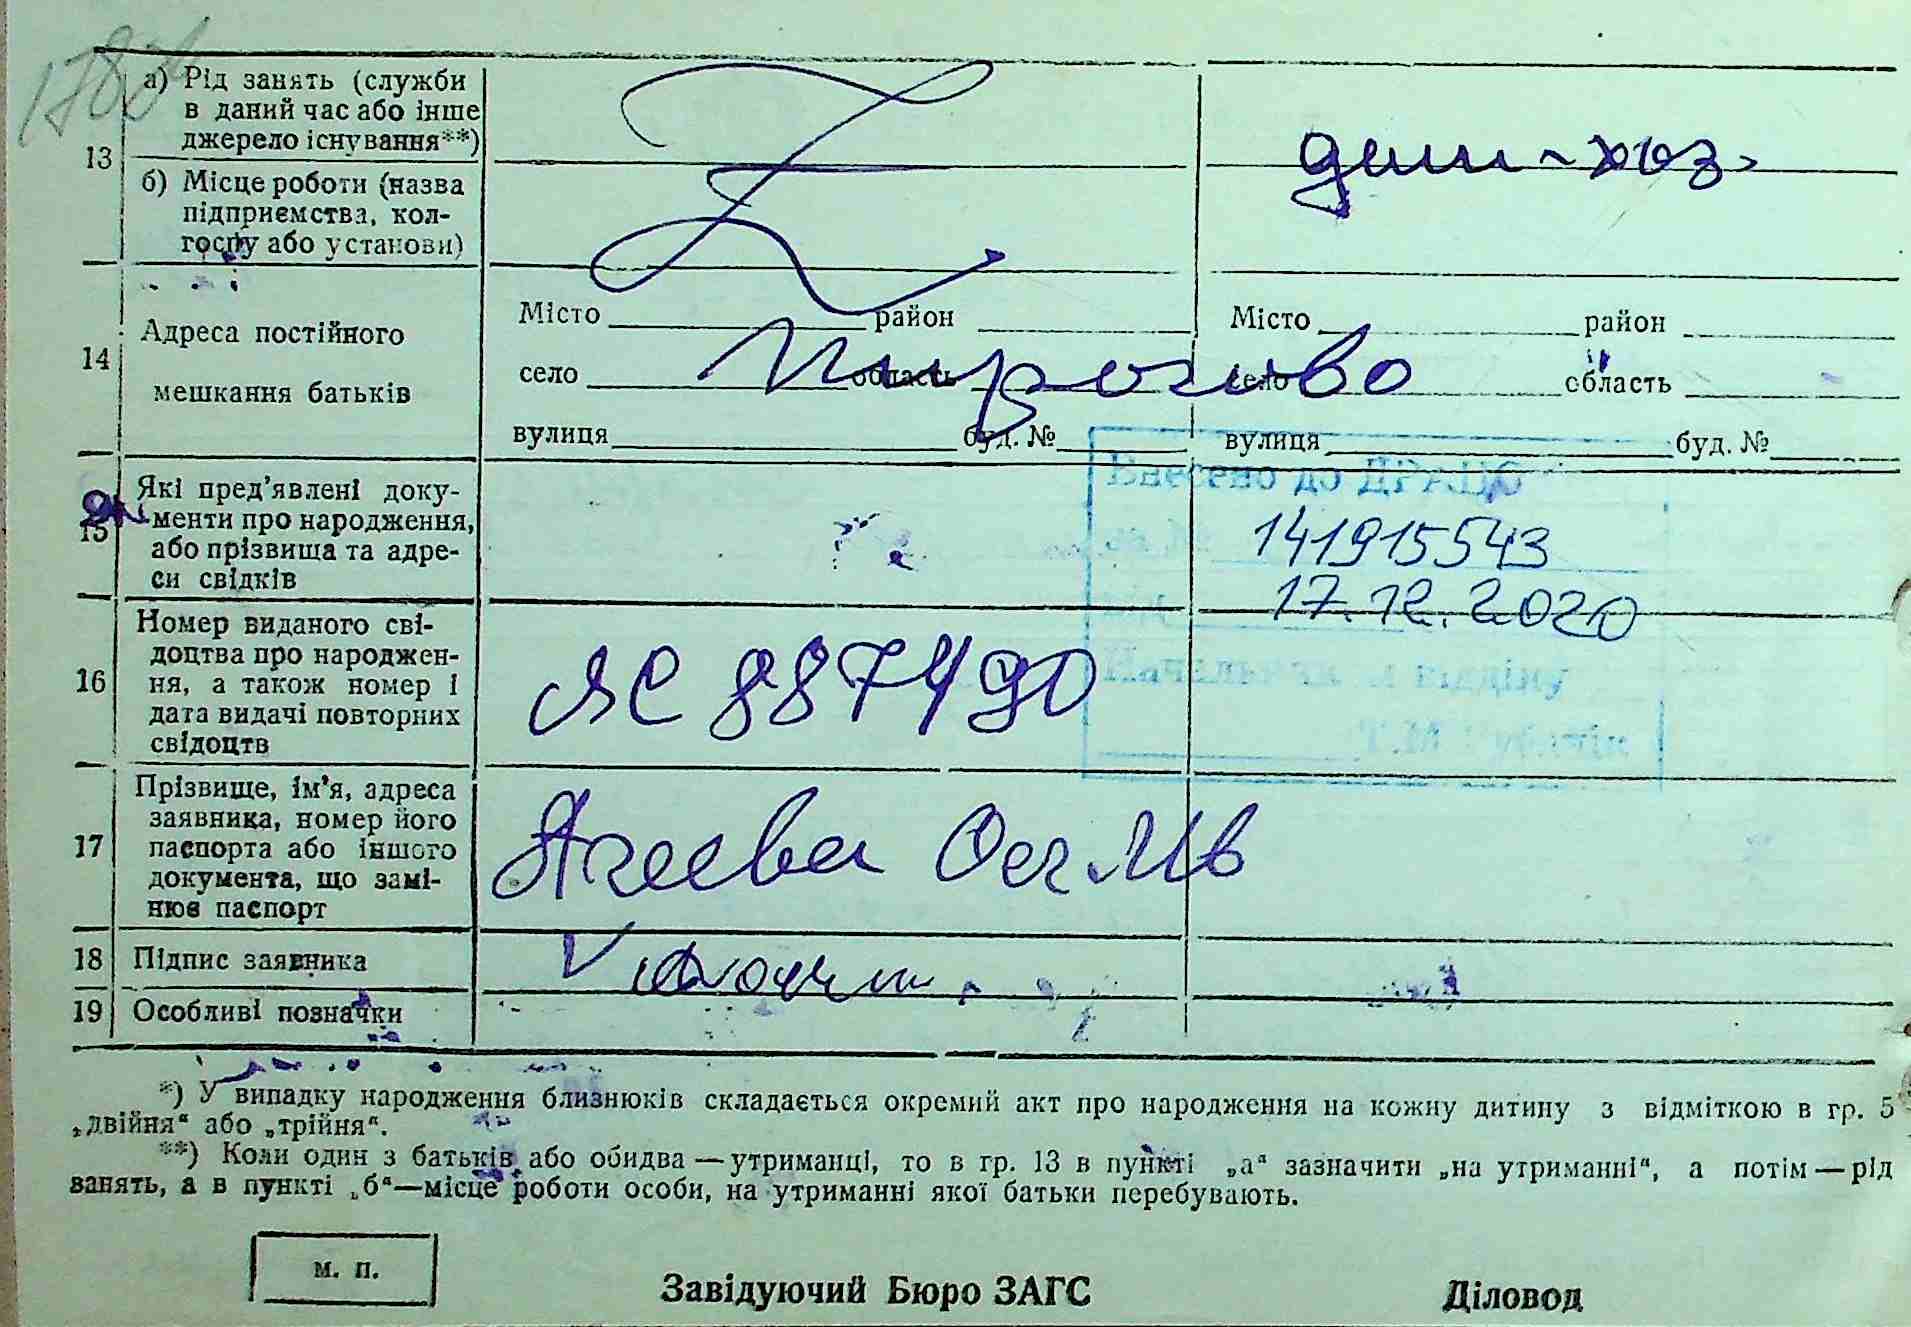 13
а) Рід занять (служби
в даний час або інше
джерело існування**)
б) Місце роботи (назва
підприємства, кол-
госпу або установи)
14
Адреса постійного
мешкання батьків
Місто район Місто район
село область село область
Пирогово
вулиця буд. № вулиця буд. №
15
Які пред’явлені доку-
менти про народження,
або прізвища та адре-
си свідків
Внесено до ДРАЦС
141915543
17.12.2020
Начальник відділу
16
Номер виданого сві-
доцтва про народжен-
ня, а також номер і
дата видачі повторних
свідоцтв
ЯС 887490
17
Прізвище, ім’я, адреса
заявника, номер його
паспорта або іншого
документа, що замі-
нює паспорт
Агеева
18 Підпис заявника
19 Особливі позначки
*) У випадку народження близнюків складається окремий акт про народження на кожну дитину з відміткою в гр. 5
„двійня“ або „трійня“.
**) Коли один з батьків або обидва — утриманці, то в гр. 13 в пункті „а“ зазначити „на утриманні“, а потім — рід
занять, а в пункті „б“—місце роботи особи, на утриманні якої батьки перебувають.
м. п.
Завідуючий Бюро ЗАГС Діловод